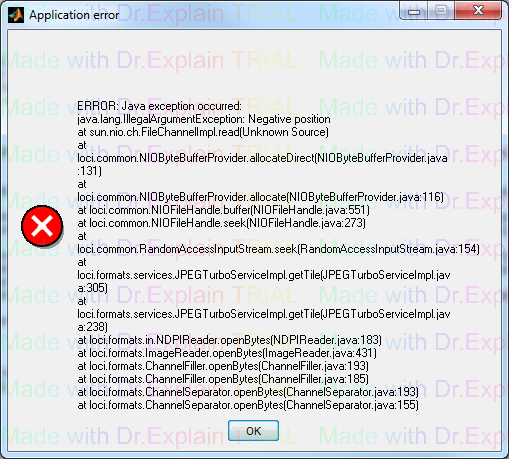 Application error
Made with Dr.Explain TRIAL Made with Dr.Explain
ERROR: Java exception occurred:
java.lang.IllegalArgumentException: Negative position
at sun.nio.ch.FileChannelImpl.read(Unknown Source)
at
loci.common.NIOByteBufferProvider.allocateDirect(NIOByteBufferProvider.java
:131)
at
loci.common.NIOByteBufferProvider.allocate(NIOByteBufferProvider.java:116)
at loci.common.NIOFileHandle.buffer(NIOFileHandle.java:551)
at loci.common.NIOFileHandle.seek(NIOFileHandle.java:273)
at
loci.common.RandomAccessInputStream.seek(RandomAccessInputStream.java:154)
at
loci.formats.services.JPEGTurboServiceImpl.getTile(JPEGTurboServiceImpl.jav
a:305)
at
loci.formats.services.JPEGTurboServiceImpl.getTile(JPEGTurboServiceImpl.jav
a:238)
at loci.formats.in.NDPIReader.openBytes(NDPIReader.java:183)
at loci.formats.ImageReader.openBytes(ImageReader.java:431)
at loci.formats.ChannelFiller.openBytes(ChannelFiller.java:193)
at loci.formats.ChannelFiller.openBytes(ChannelFiller.java:185)
at loci.formats.ChannelSeparator.openBytes(ChannelSeparator.java:193)
at loci.formats.ChannelSeparator.openBytes(ChannelSeparator.java:155)
OK
Made with Dr.Explain TRIAL Made with Dr.Explain